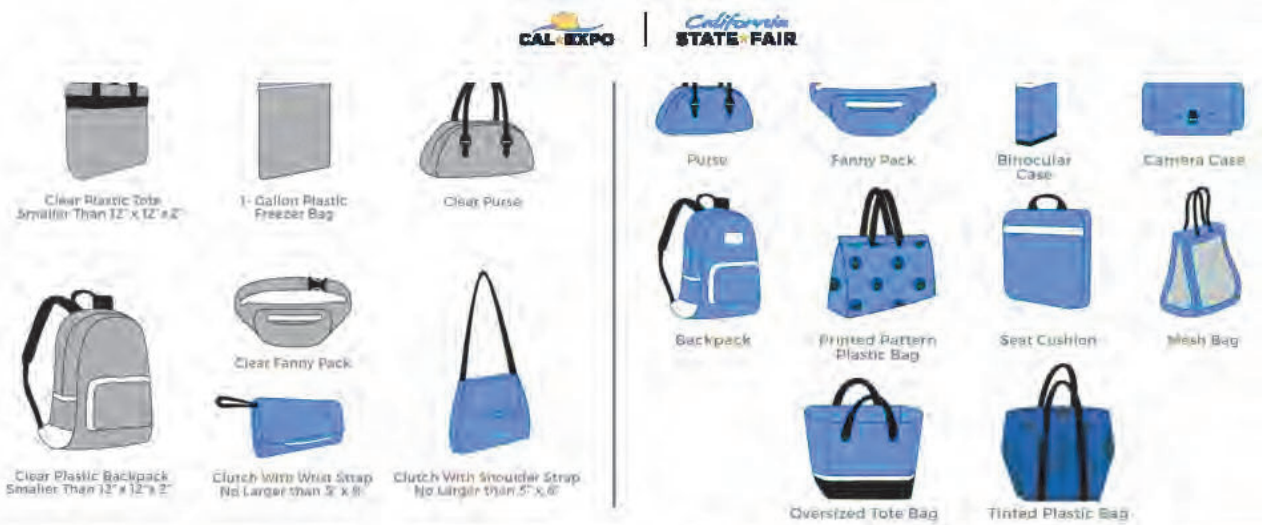 CAL EXPO
California
STATE FAIR
Clear Plastic Tote
Smaller Than 12" x 12" x 2"
1- Gallon Plastic
Freezer Bag
Clear Purse
Clear Fanny Pack
Clear Plastic Backpack
Smaller Than 12" x 12" x 2"
Clutch With Wrist Strap
No Larger than 5" x 6"
Clutch With Shoulder Strap
No Larger than 5" x 6"
Purse
Fanny Pack
Binocular
Case
Camera Case
Backpack
Printed Pattern
Plastic Bag
Seat Cushion
Mesh Bag
Oversized Tote Bag
Tinted Plastic Bag